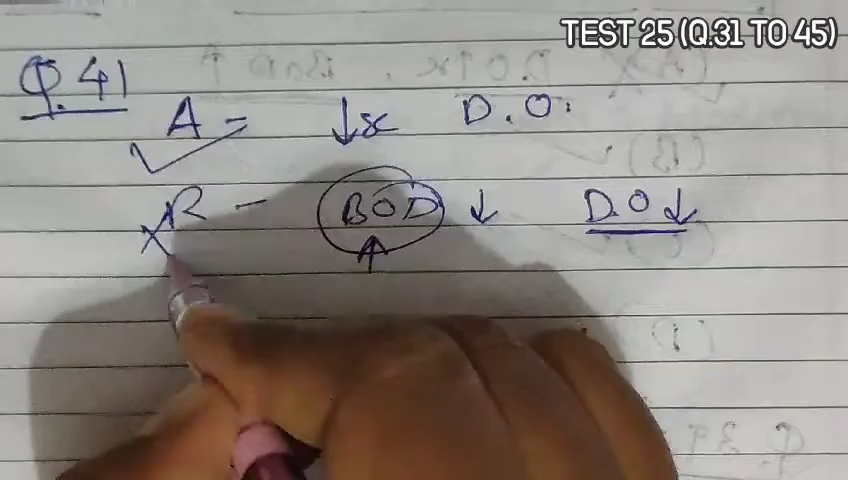 TEST 25 (Q.31 TO 45)
Q.41
A = ↓x D.O.
R - BOD ↓ D.O↓